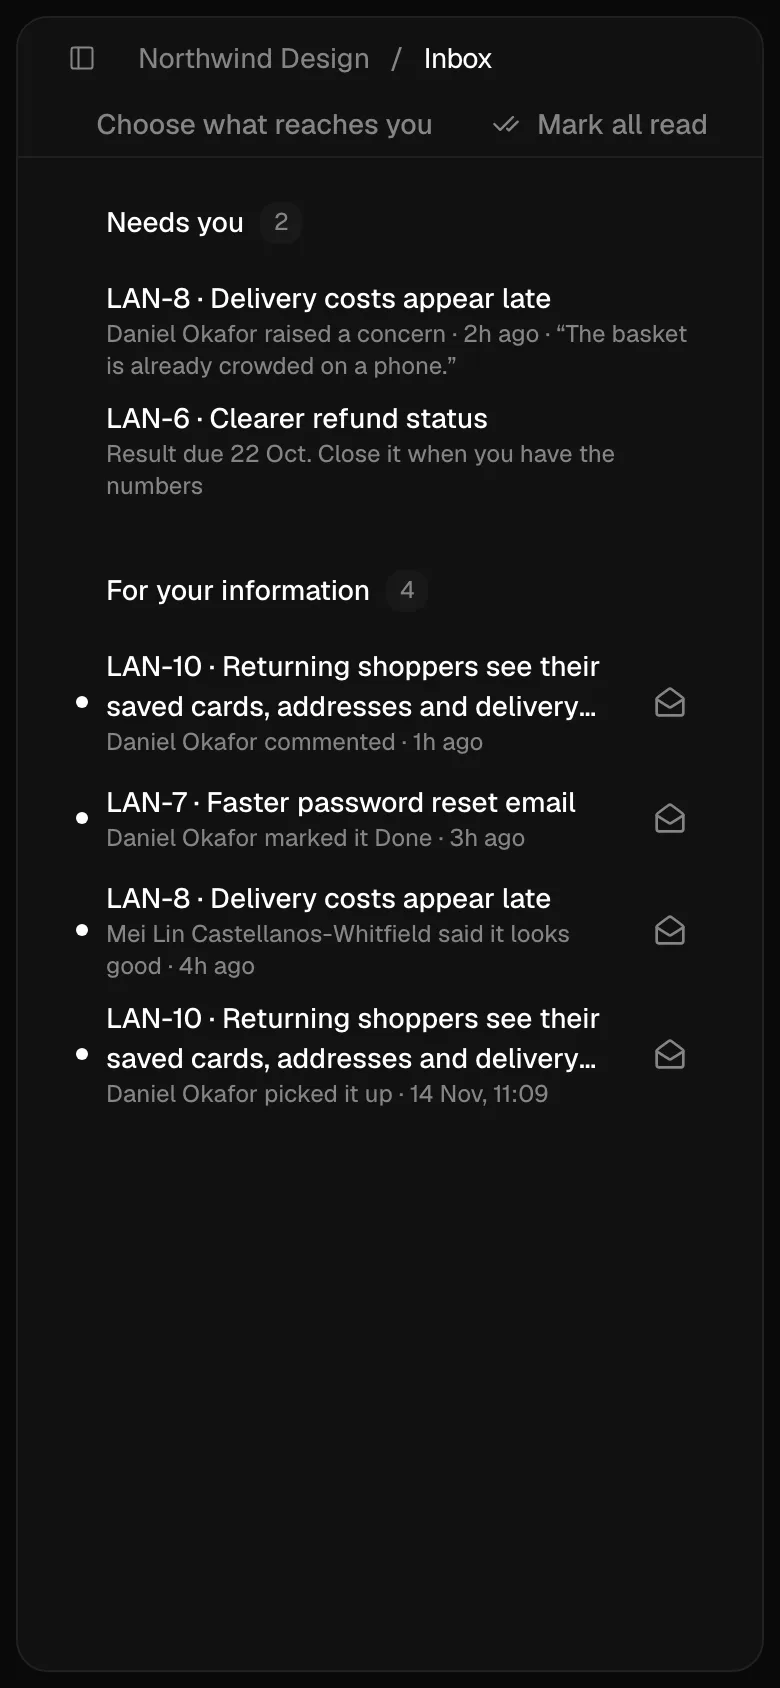 Northwind Design / Inbox
Choose what reaches you
Mark all read
Needs you 2
LAN-8 · Delivery costs appear late
Daniel Okafor raised a concern · 2h ago · “The basket
is already crowded on a phone.”
LAN-6 · Clearer refund status
Result due 22 Oct. Close it when you have the
numbers
For your information 4
LAN-10 · Returning shoppers see their
saved cards, addresses and delivery…
Daniel Okafor commented · 1h ago
LAN-7 · Faster password reset email
Daniel Okafor marked it Done · 3h ago
LAN-8 · Delivery costs appear late
Mei Lin Castellanos-Whitfield said it looks
good · 4h ago
LAN-10 · Returning shoppers see their
saved cards, addresses and delivery…
Daniel Okafor picked it up · 14 Nov, 11:09